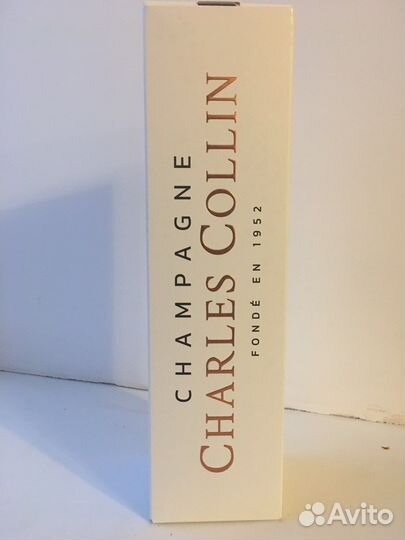 CHAMPAGNE
CHARLES COLLIN
FONDÉ EN 1952
Avito